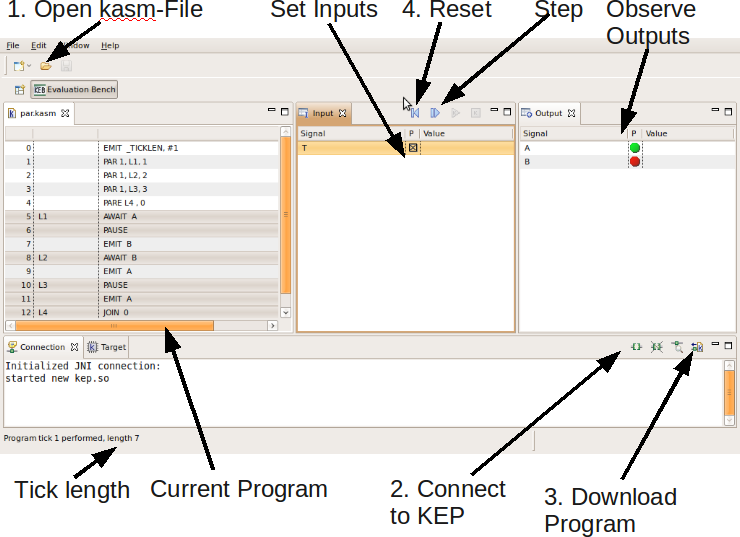 1. Open kasm-File
Set Inputs
4. Reset
Step
Observe
Outputs
File Edit Window Help
KEB Evaluation Bench
par.kasm
Input
Output
0 EMIT _TICKLEN, #1
1 PAR 1, L1, 1
2 PAR 1, L2, 2
3 PAR 1, L3, 3
4 PARE L4 , 0
5 L1 AWAIT A
6 PAUSE
7 EMIT B
8 L2 AWAIT B
9 EMIT A
10 L3 PAUSE
11 EMIT A
12 L4 JOIN 0
Signal P Value
T
Signal P Value
A
B
Connection Target
Initialized JNI connection:
started new kep.so
Program tick 1 performed, length 7
Tick length
Current Program
2. Connect
to KEP
3. Download
Program